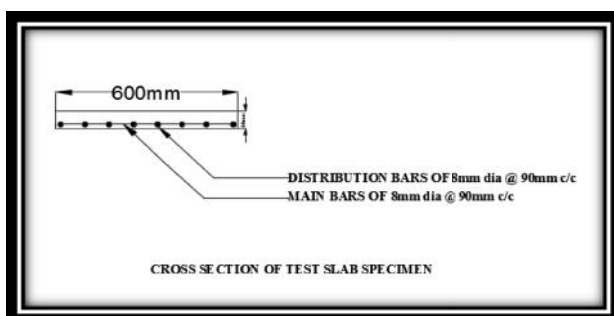 600mm
DISTRIBUTION BARS OF 8mm dia @ 90mm c/c
MAIN BARS OF 8mm dia @ 90mm c/c
CROSS SECTION OF TEST SLAB SPECIMEN